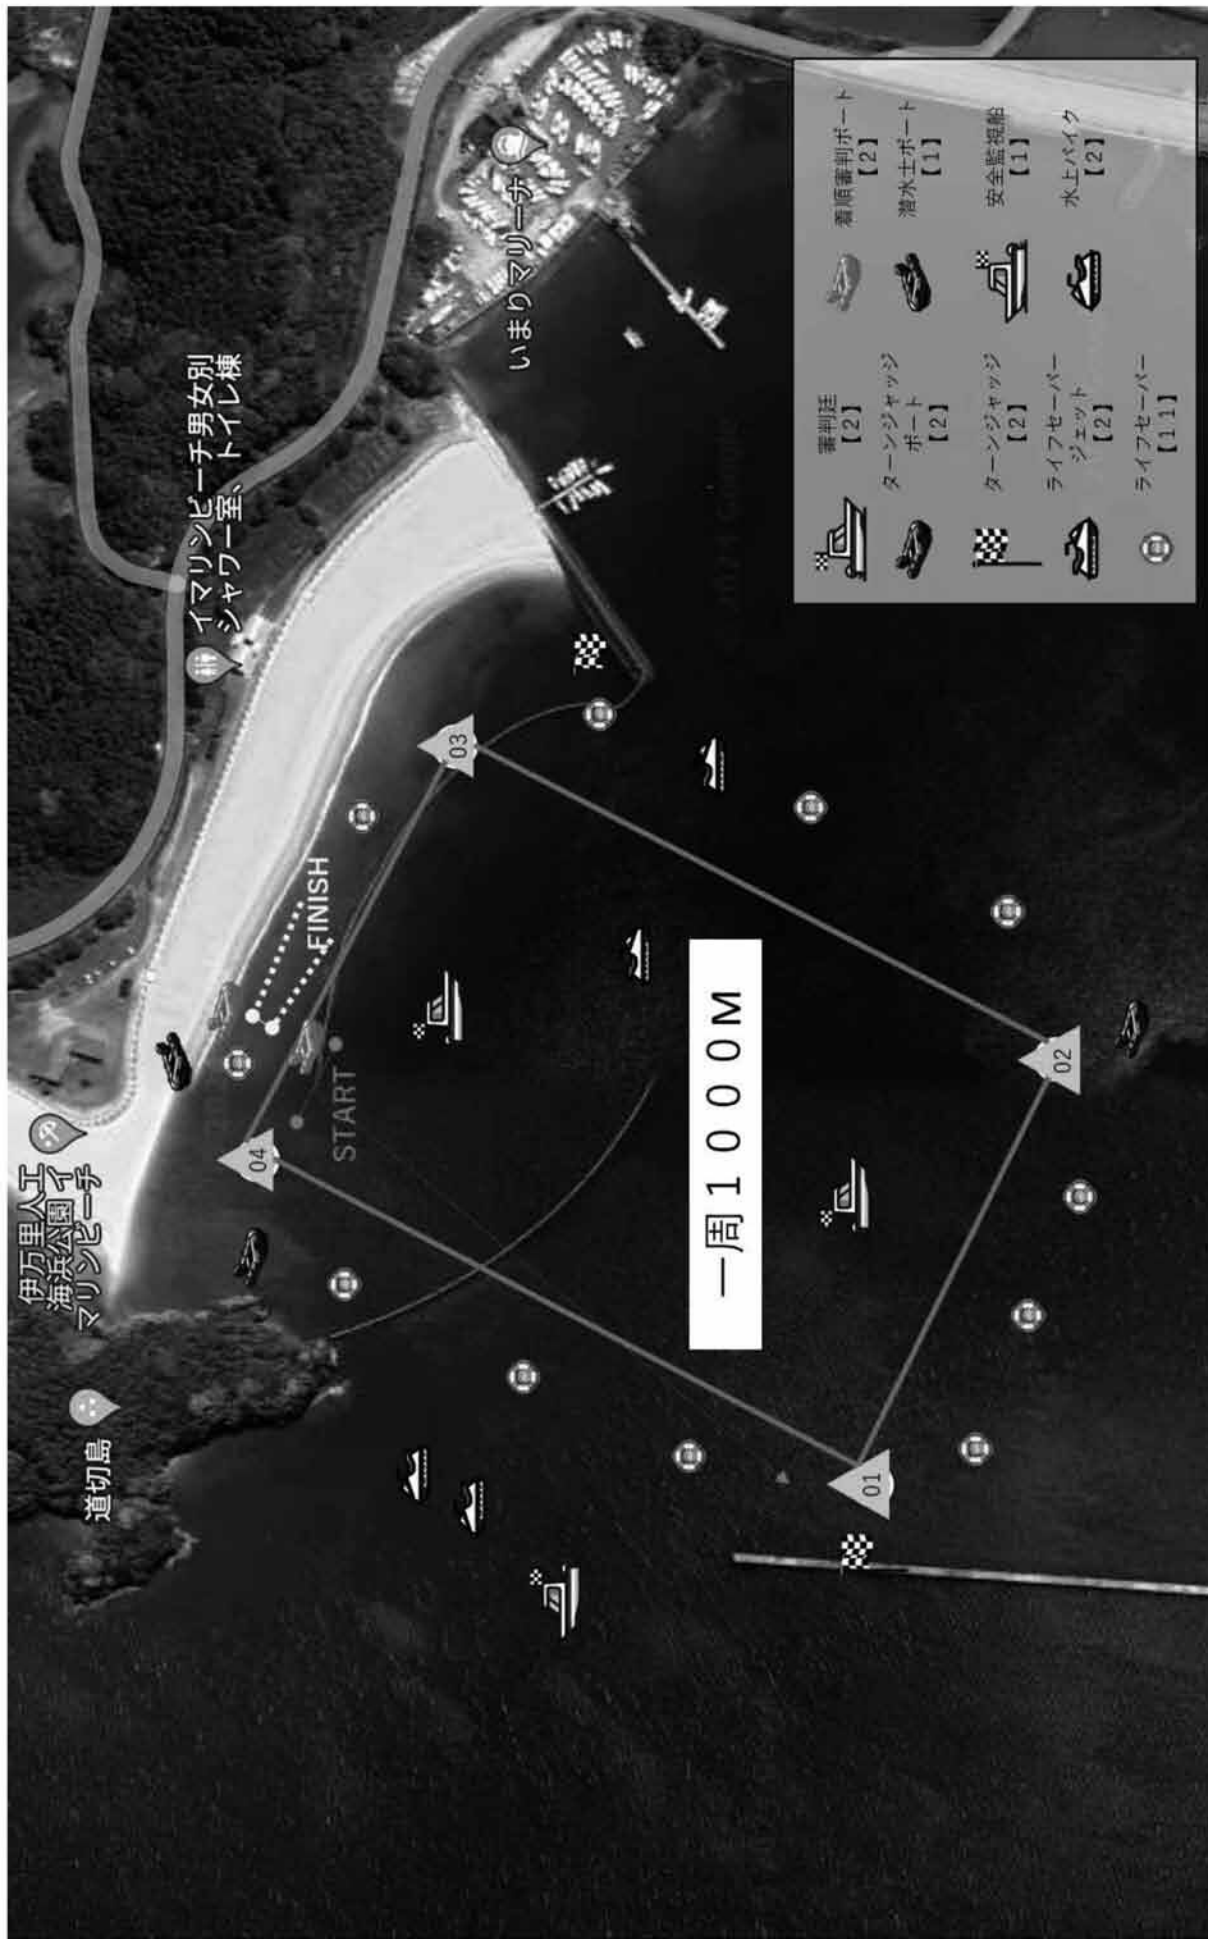 伊万里人工
海浜公園イ
マリンビーチ
道切島
イマリンビーチ男女別
シャワー室、トイレ棟
いまりマリーナ
FINISH
START
04
03
01
02
一周1000M
審判廷
【2】
着順審判ボート
【2】
ターンジャッジ
ボート
【2】
潜水士ボート
【1】
ターンジャッジ
【2】
安全監視船
【1】
ライフセーバー
ジェット
【2】
水上バイク
【2】
ライフセーバー
【11】